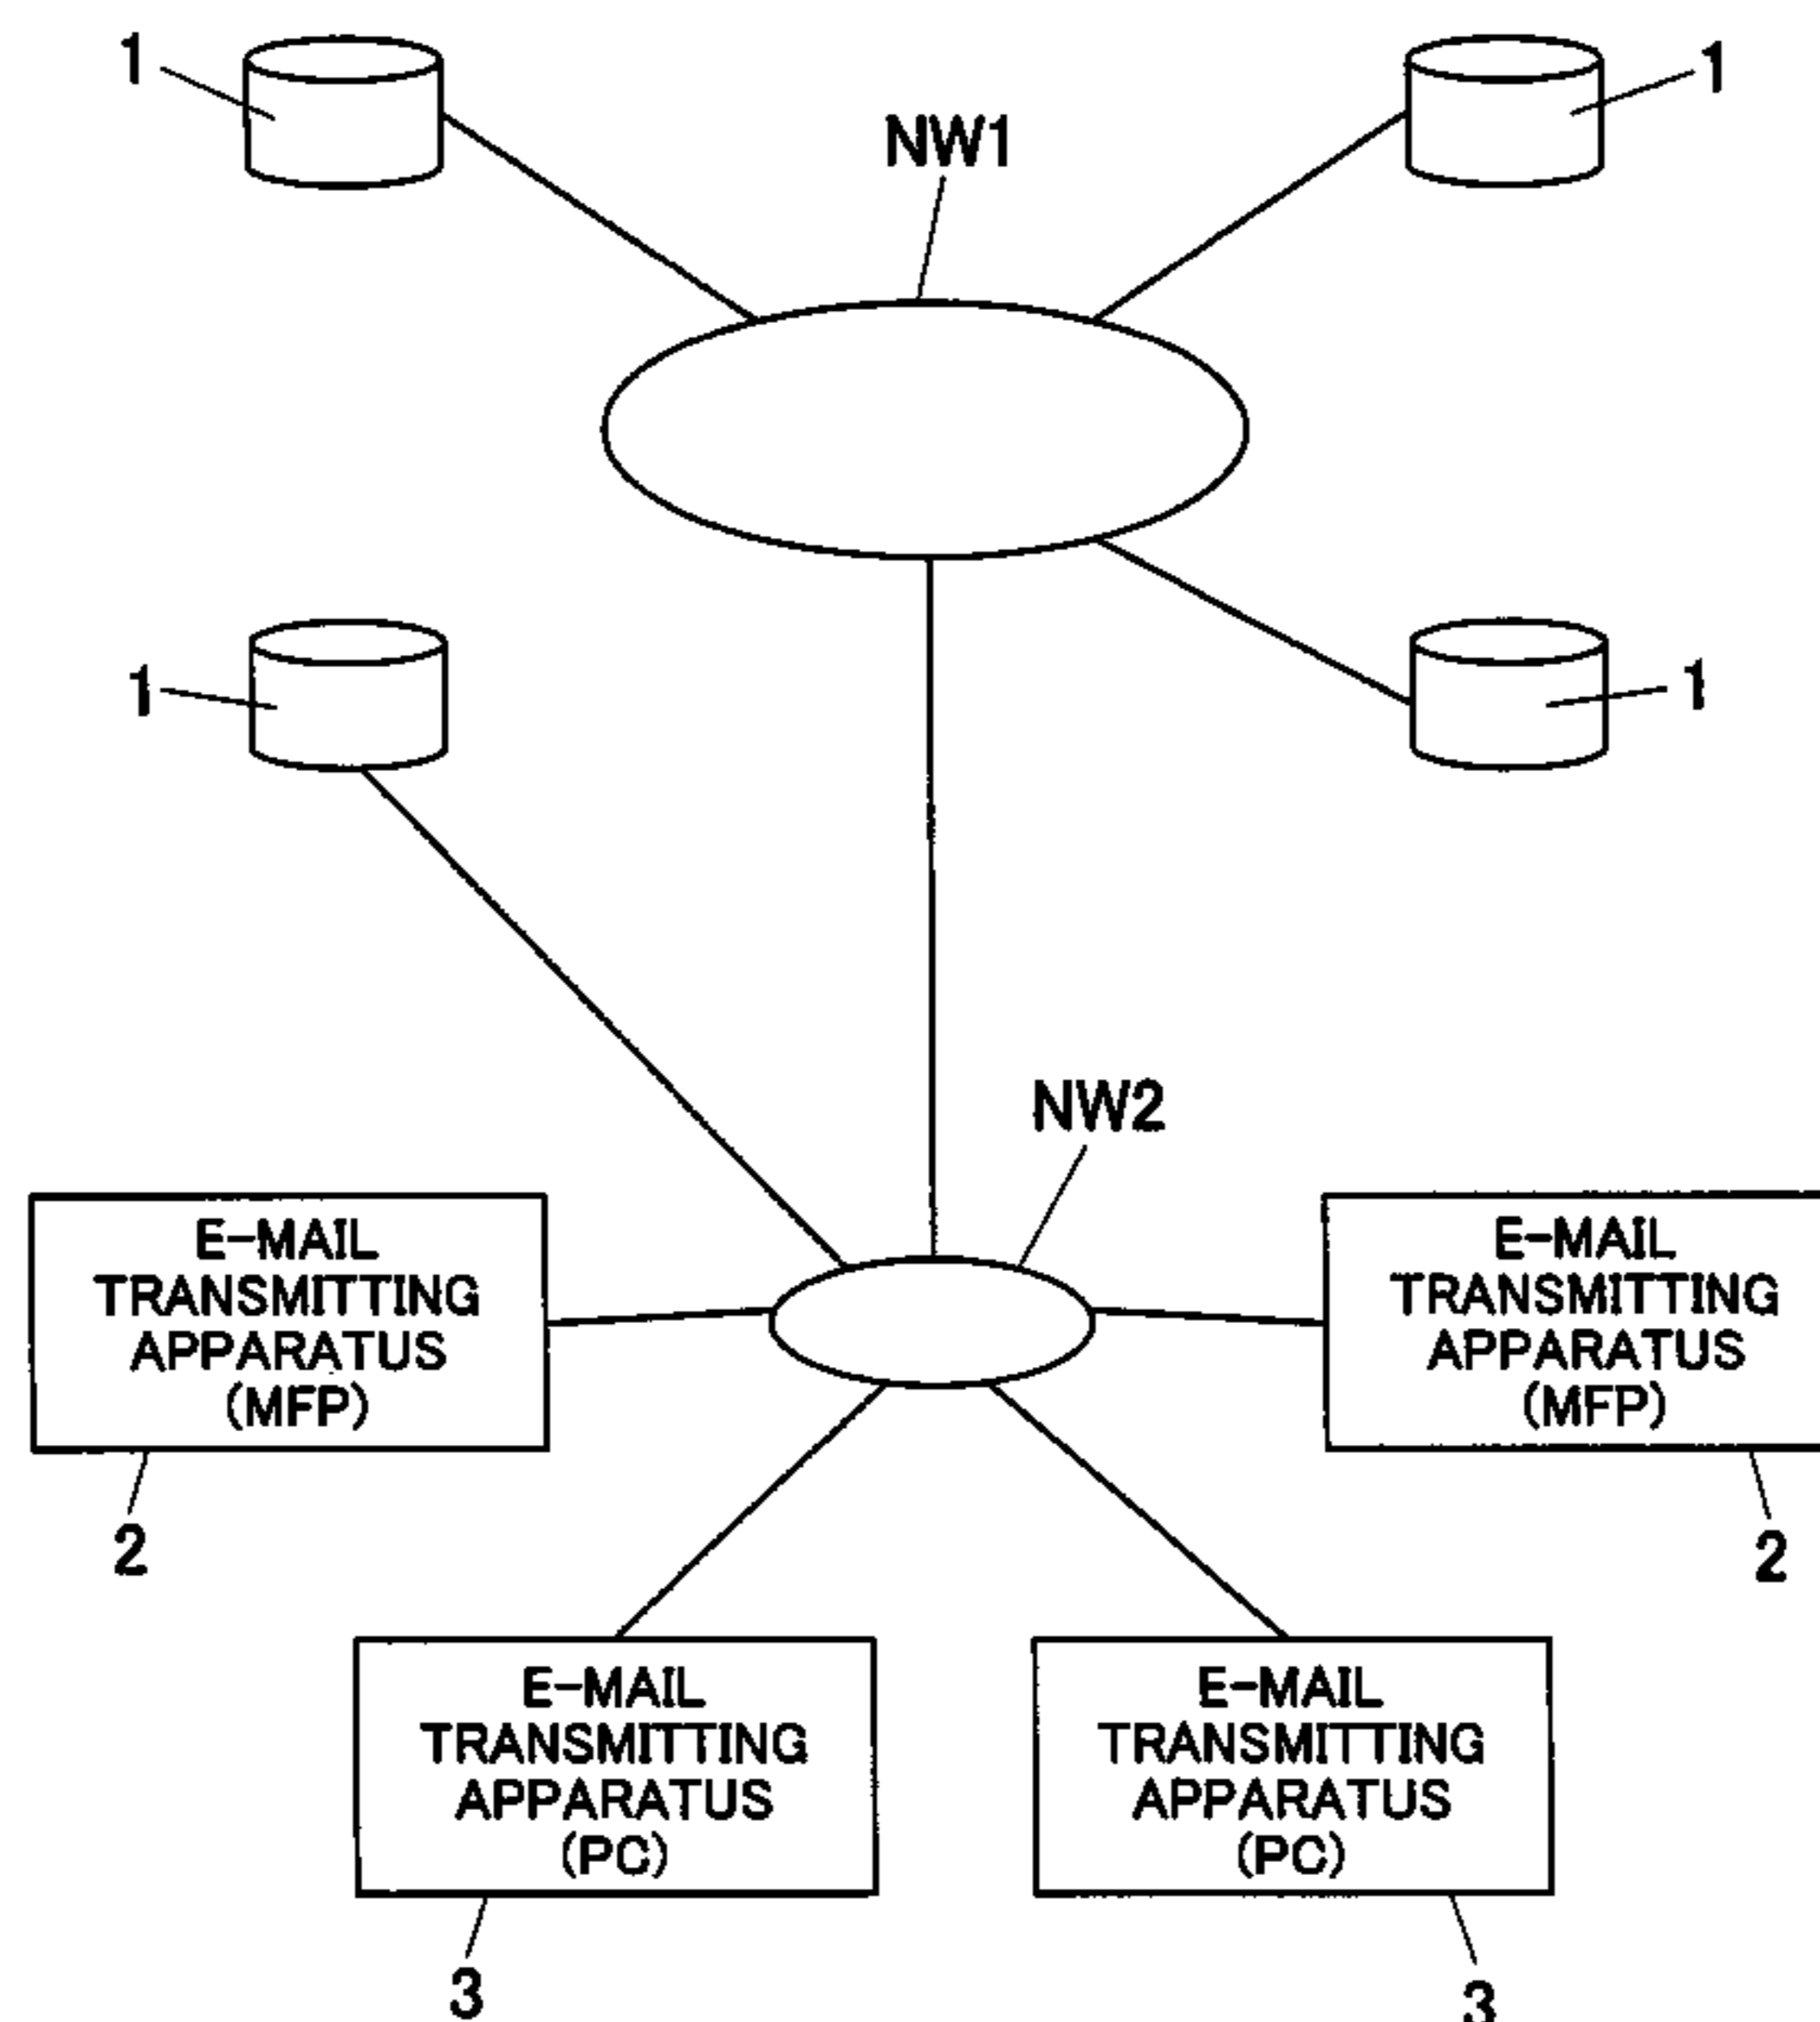 1
1
NW1
1
1
NW2
E-MAIL
TRANSMITTING
APPARATUS
(MFP)
E-MAIL
TRANSMITTING
APPARATUS
(MFP)
2
2
E-MAIL
TRANSMITTING
APPARATUS
(PC)
E-MAIL
TRANSMITTING
APPARATUS
(PC)
3
3